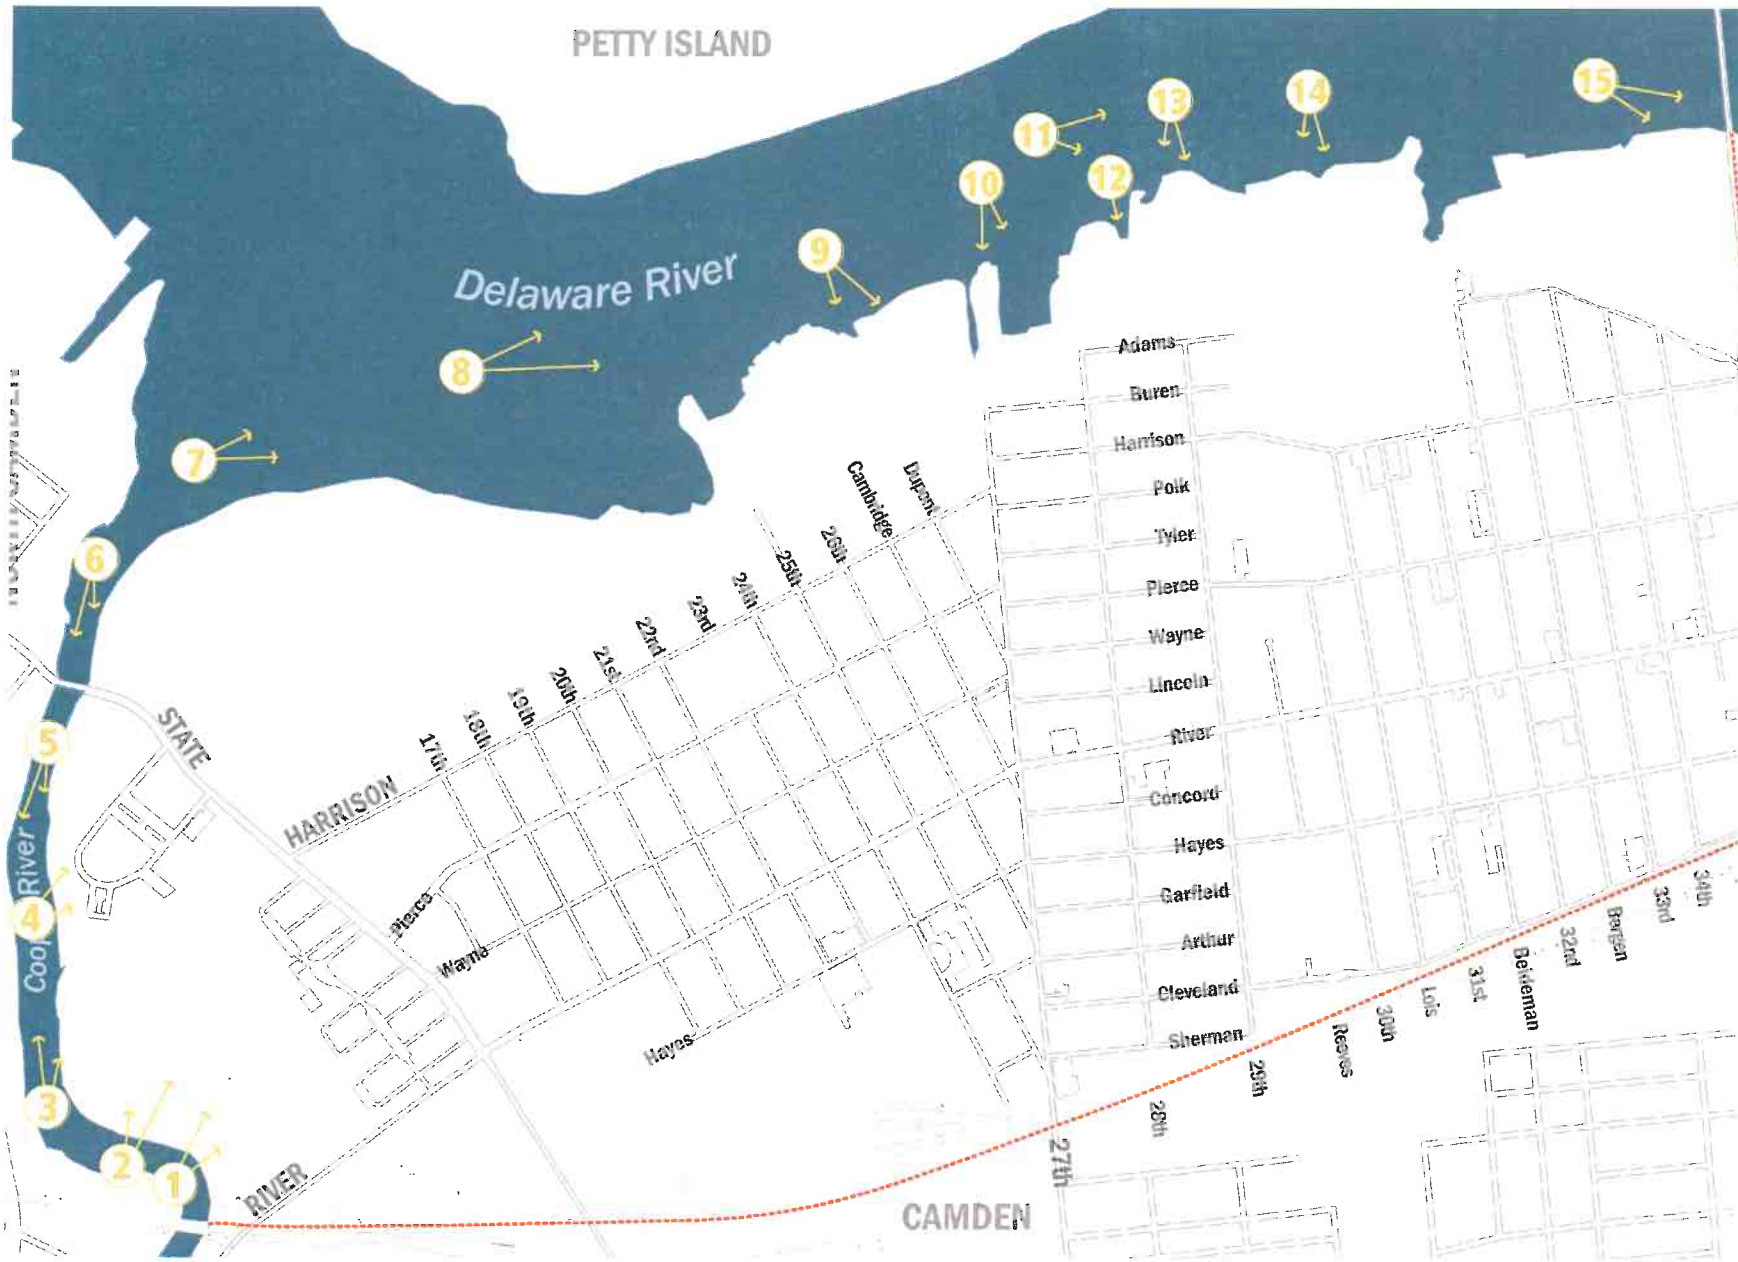 PETTY ISLAND
15
14
13
11
12
10
9
Delaware River
8
7
6
5
4
3
2
1
Cooper River
STATE
HARRISON
RIVER
CAMDEN
Adams
Buren
Harrison
Polk
Tyler
Pierce
Wayne
Lincoln
River
Concord
Hayes
Garfield
Arthur
Cleveland
Sherman
17th
18th
19th
20th
21st
22nd
23rd
24th
25th
26th
Cambridge
Dupont
Pierce
Wayne
Hayes
27th
28th
29th
Reeves
30th
Lois
31st
Beideman
32nd
Bergen
33rd
34th